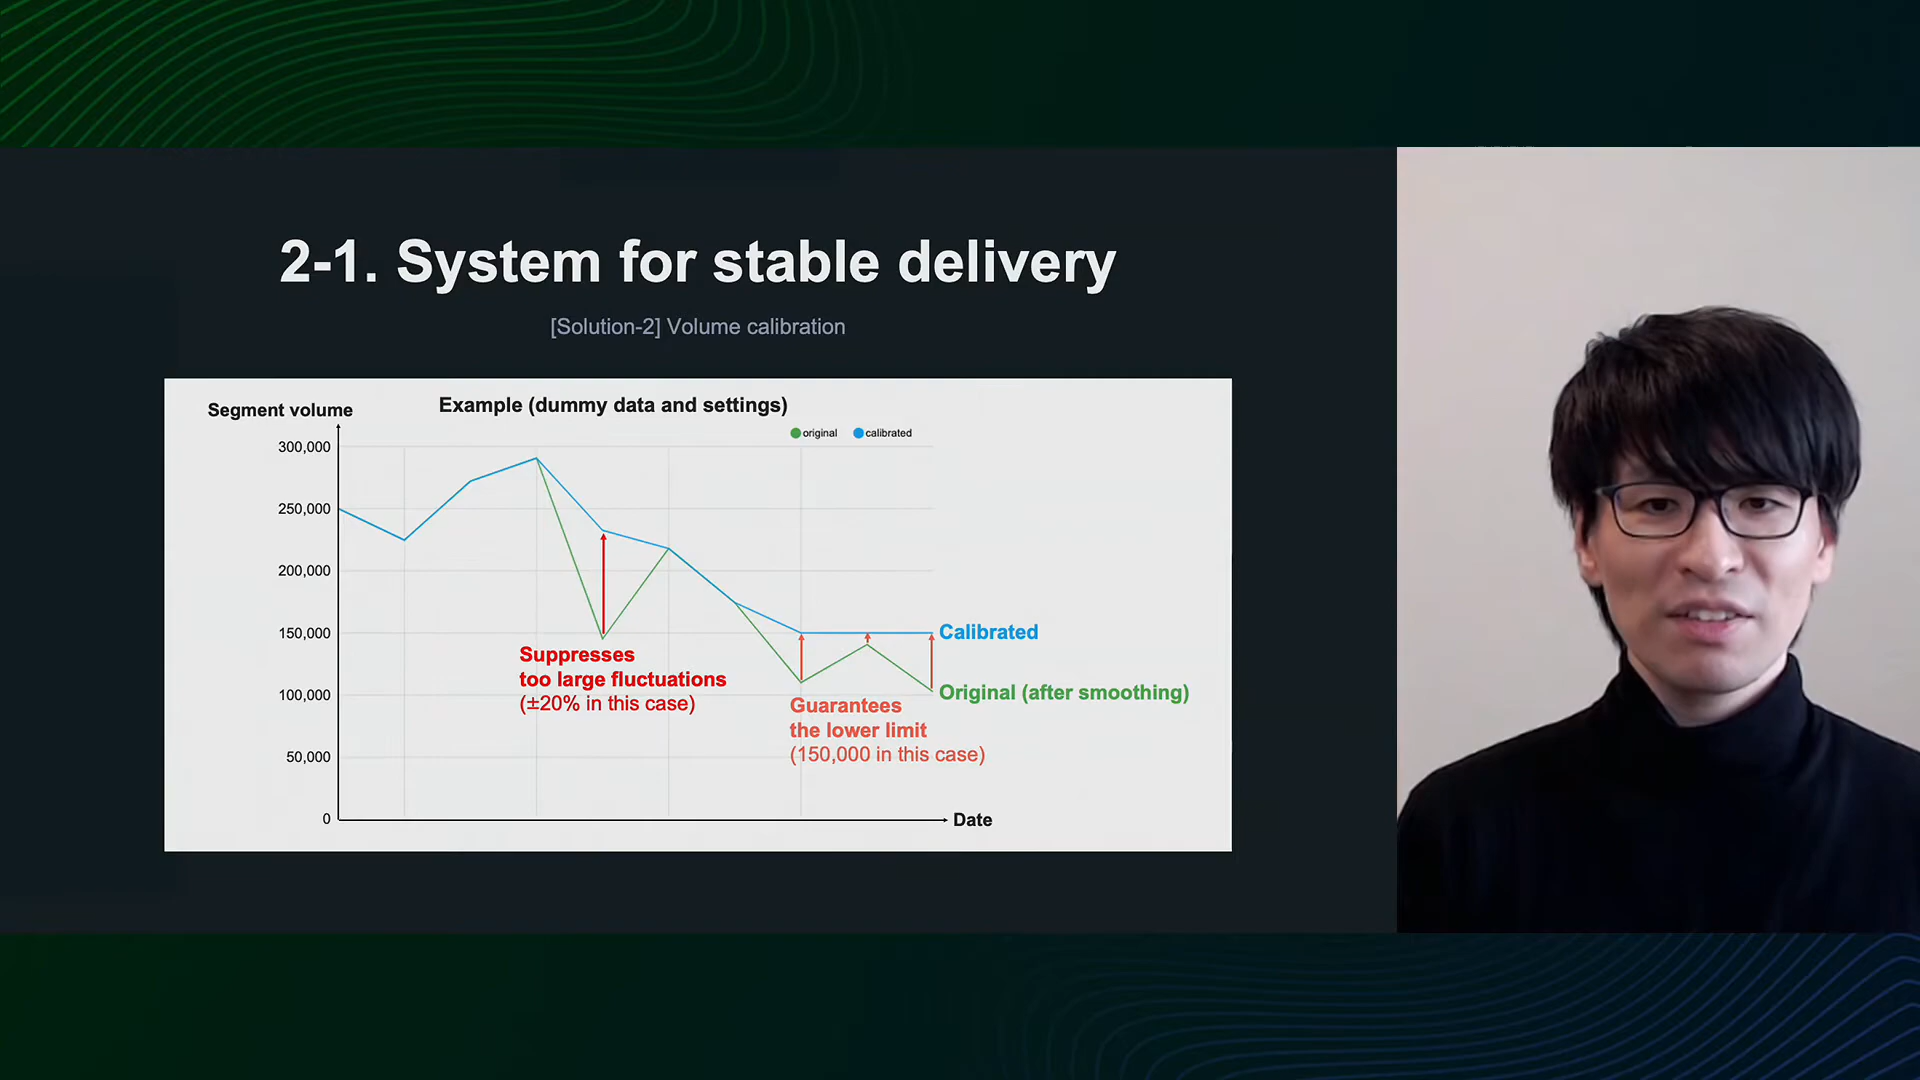 2-1. System for stable delivery
[Solution-2] Volume calibration
Segment volume
Example (dummy data and settings)
original
calibrated
300,000
250,000
200,000
150,000
100,000
50,000
0
Suppresses
too large fluctuations
(±20% in this case)
Calibrated
Original (after smoothing)
Guarantees
the lower limit
(150,000 in this case)
Date